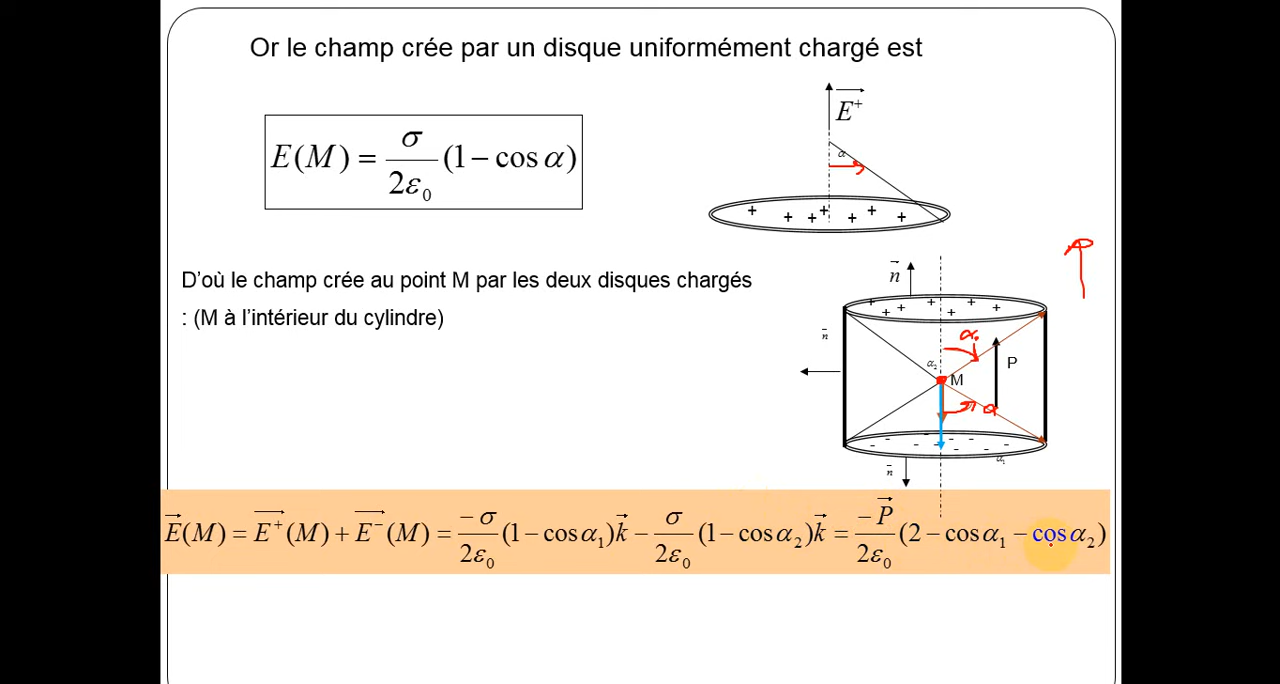 Or le champ crée par un disque uniformément chargé est
E⁺
E(M) = σ/2ε₀ (1 − cos α)
α
D'où le champ crée au point M par les deux disques chargés
: (M à l'intérieur du cylindre)
n
n
α₂
M
P
α
n
α₁
E(M) = E⁺(M) + E⁻(M) = −σ/2ε₀ (1 − cos α₁)k − σ/2ε₀ (1 − cos α₂)k = −P/2ε₀ (2 − cos α₁ − cos α₂)